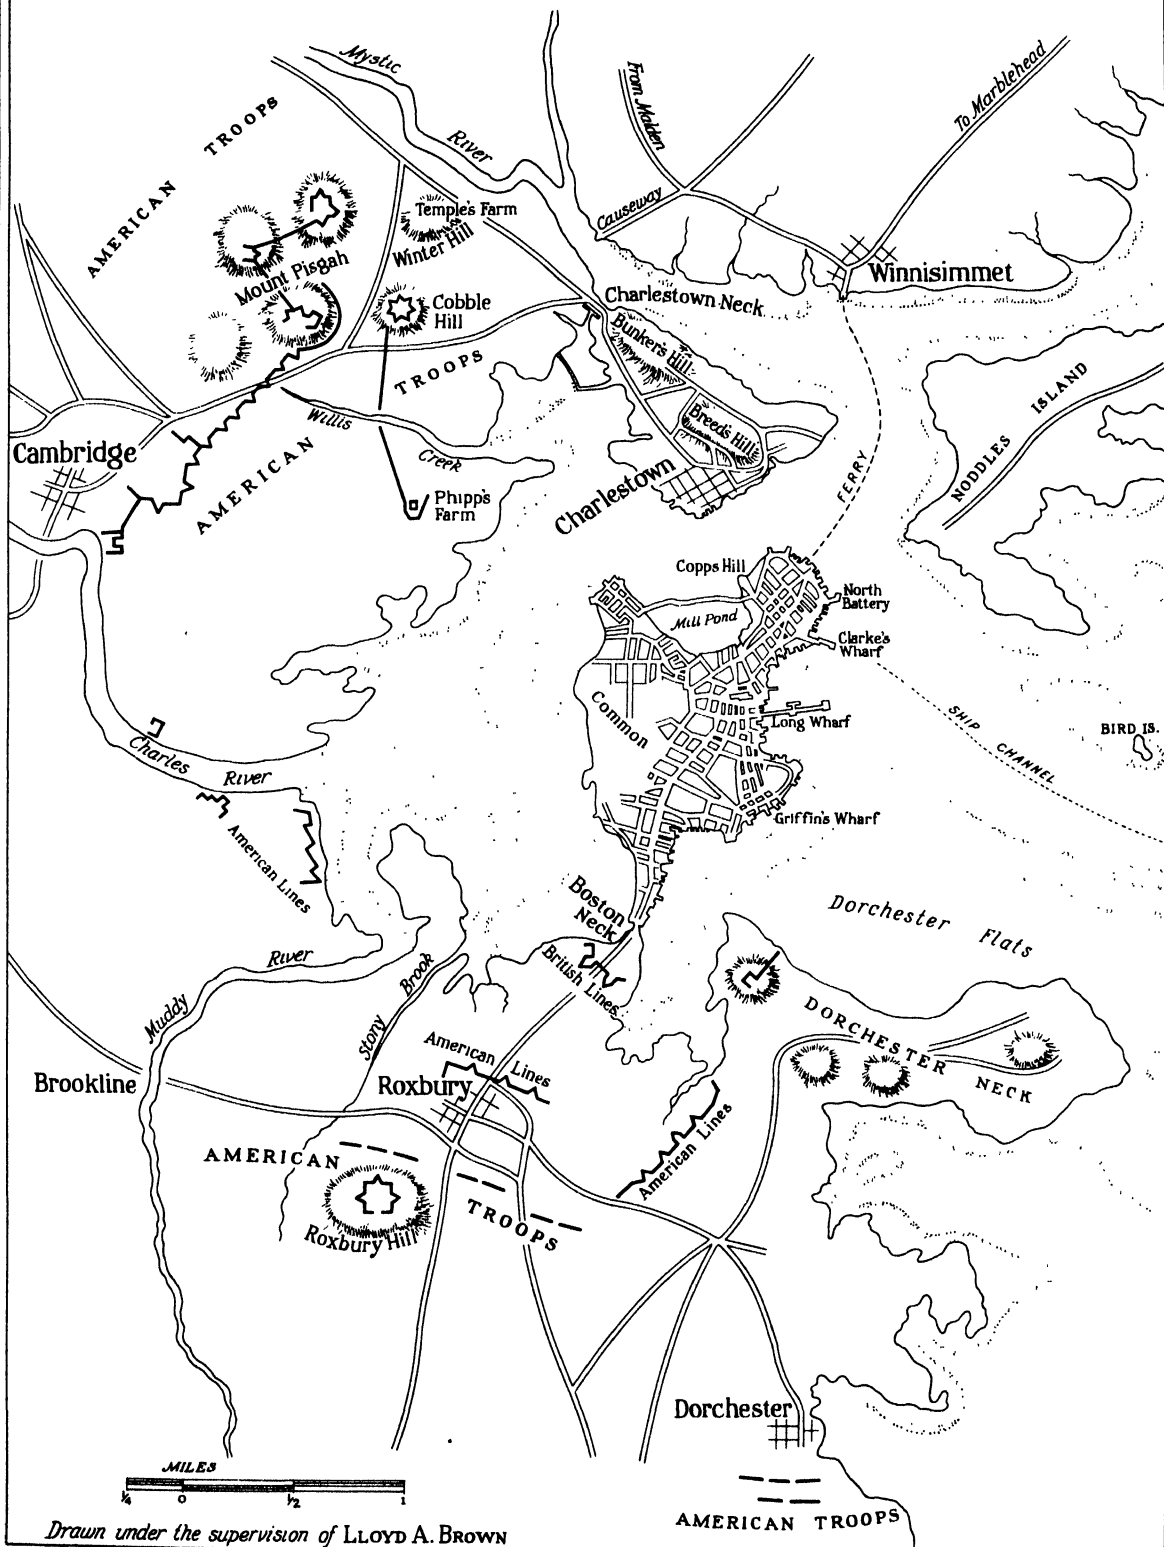 Mystic
River
From Malden
To Marblehead
AMERICAN TROOPS
Causeway
Temple's Farm
Winter Hill
Mount Pisgah
Winnisimmet
Cobble
Hill
Charlestown Neck
Bunker's Hill
TROOPS
Breed's Hill
NODDLES ISLAND
Willis
Creek
Cambridge
AMERICAN
Phipp's
Farm
Charlestown
FERRY
Copps Hill
North
Battery
Mill Pond
Clarke's
Wharf
Common
Long Wharf
SHIP CHANNEL
BIRD IS.
Charles
River
Griffin's Wharf
American Lines
Boston
Neck
Dorchester Flats
River
Muddy
Stony Brook
British Lines
DORCHESTER NECK
American Lines
Brookline
Roxbury
American Lines
AMERICAN
TROOPS
Roxbury Hill
Dorchester
MILES
¼ 0 ½ 1
AMERICAN TROOPS
Drawn under the supervision of LLOYD A. BROWN